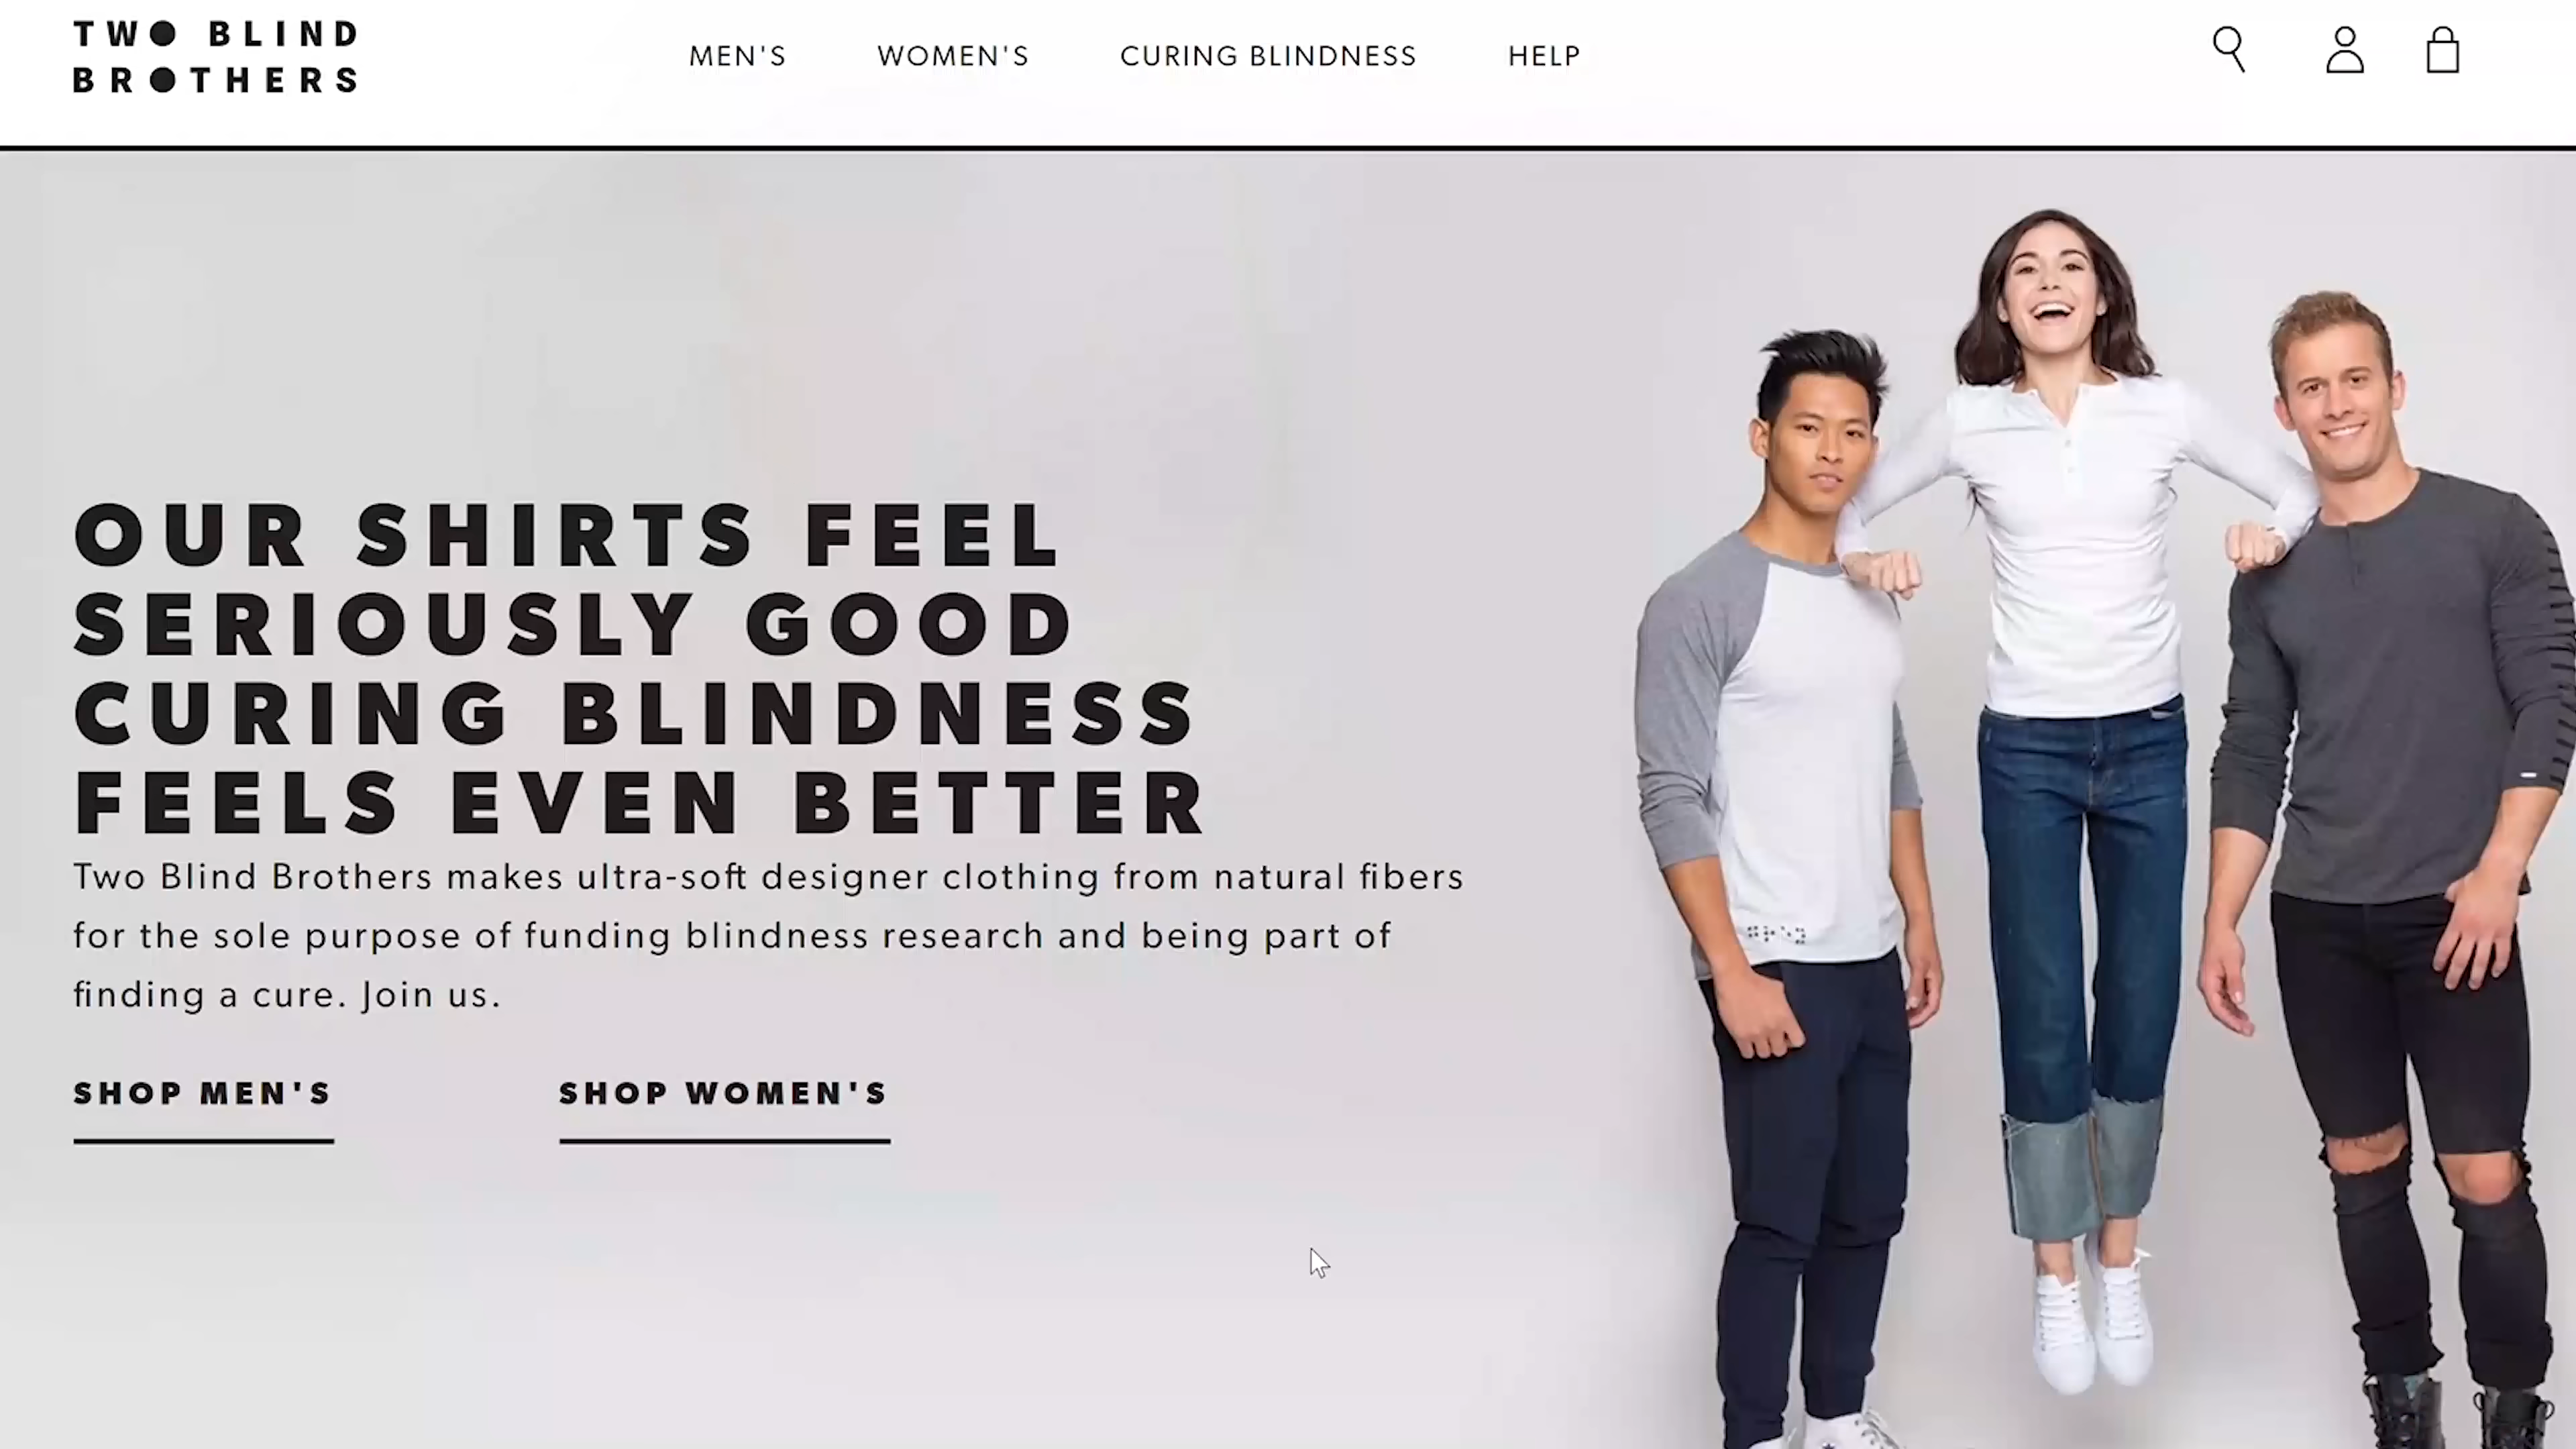 TWO BLIND
BROTHERS
MEN'S
WOMEN'S
CURING BLINDNESS
HELP
OUR SHIRTS FEEL
SERIOUSLY GOOD
CURING BLINDNESS
FEELS EVEN BETTER
Two Blind Brothers makes ultra-soft designer clothing from natural fibers
for the sole purpose of funding blindness research and being part of
finding a cure. Join us.
SHOP MEN'S
SHOP WOMEN'S